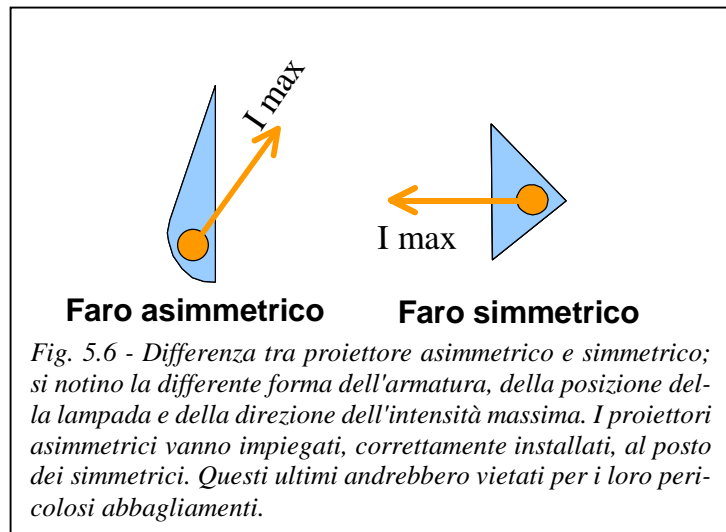 I max
I max
Faro asimmetrico
Faro simmetrico
Fig. 5.6 - Differenza tra proiettore asimmetrico e simmetrico;
si notino la differente forma dell'armatura, della posizione del-
la lampada e della direzione dell'intensità massima. I proiettori
asimmetrici vanno impiegati, correttamente installati, al posto
dei simmetrici. Questi ultimi andrebbero vietati per i loro peri-
colosi abbagliamenti.